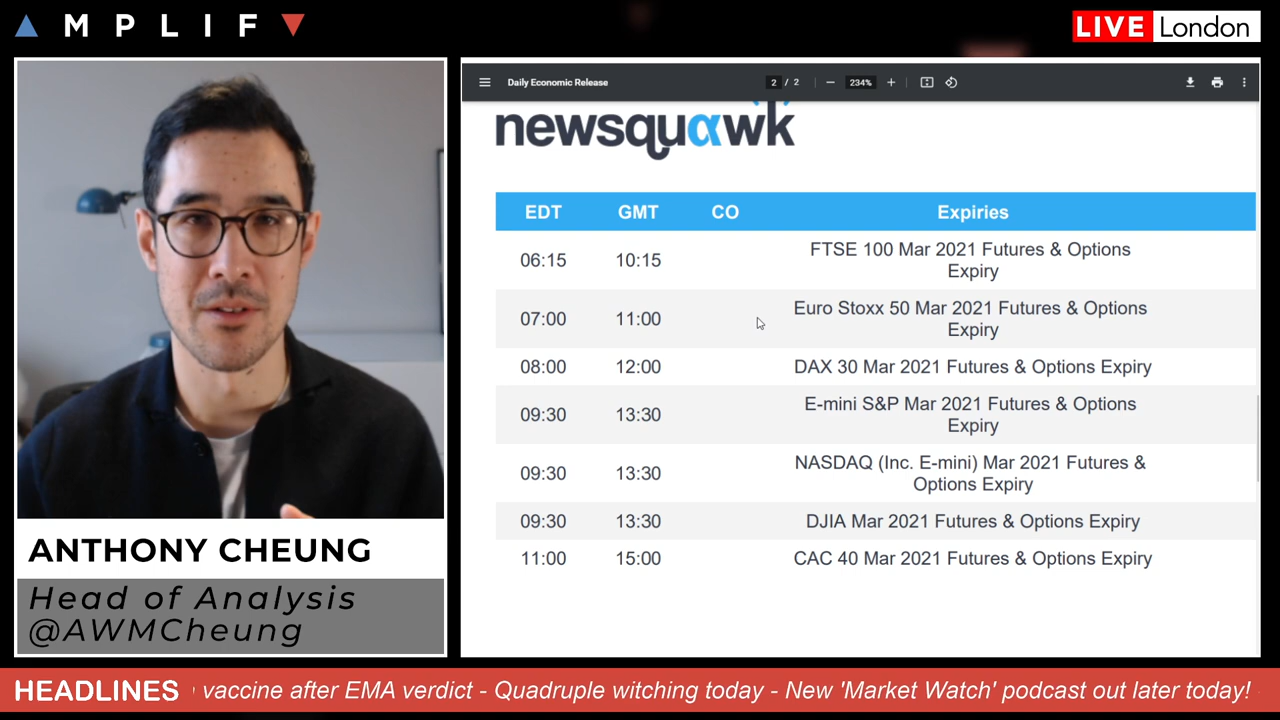 AMPLIFY
LIVE London
Daily Economic Release
2 / 2
234%
newsquawk
EDT GMT CO Expiries
06:15 10:15 FTSE 100 Mar 2021 Futures & Options
Expiry
07:00 11:00 Euro Stoxx 50 Mar 2021 Futures & Options
Expiry
08:00 12:00 DAX 30 Mar 2021 Futures & Options Expiry
09:30 13:30 E-mini S&P Mar 2021 Futures & Options
Expiry
09:30 13:30 NASDAQ (Inc. E-mini) Mar 2021 Futures &
Options Expiry
09:30 13:30 DJIA Mar 2021 Futures & Options Expiry
11:00 15:00 CAC 40 Mar 2021 Futures & Options Expiry
ANTHONY CHEUNG
Head of Analysis
@AWMCheung
HEADLINES vaccine after EMA verdict - Quadruple witching today - New 'Market Watch' podcast out later today!